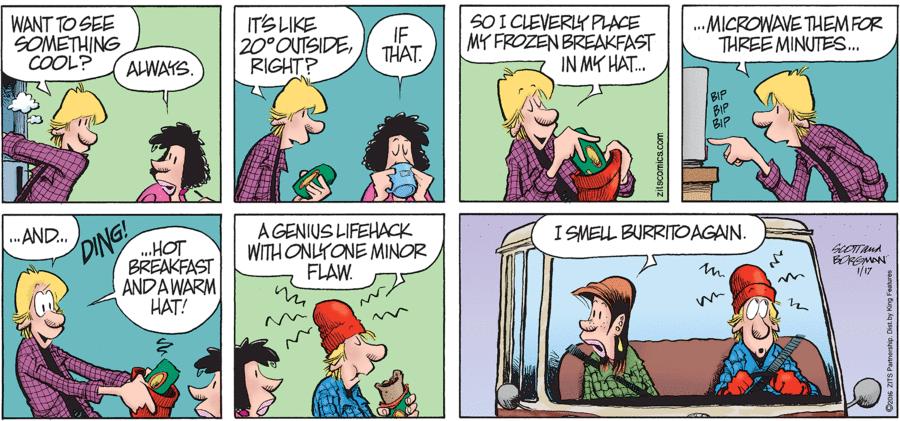 WANT TO SEE
SOMETHING
COOL?
ALWAYS.
IT'S LIKE
20° OUTSIDE,
RIGHT?
IF
THAT.
SO I CLEVERLY PLACE
MY FROZEN BREAKFAST
IN MY HAT...
zitscomics.com
...MICROWAVE THEM FOR
THREE MINUTES...
BIP
BIP
BIP
...AND...
DING!
...HOT
BREAKFAST
AND A WARM
HAT!
A GENIUS LIFEHACK
WITH ONLY ONE MINOR
FLAW.
I SMELL BURRITO AGAIN.
SCOTT and
BORGMAN
1/17
©2016 ZITS Partnership. Dist. by King Features